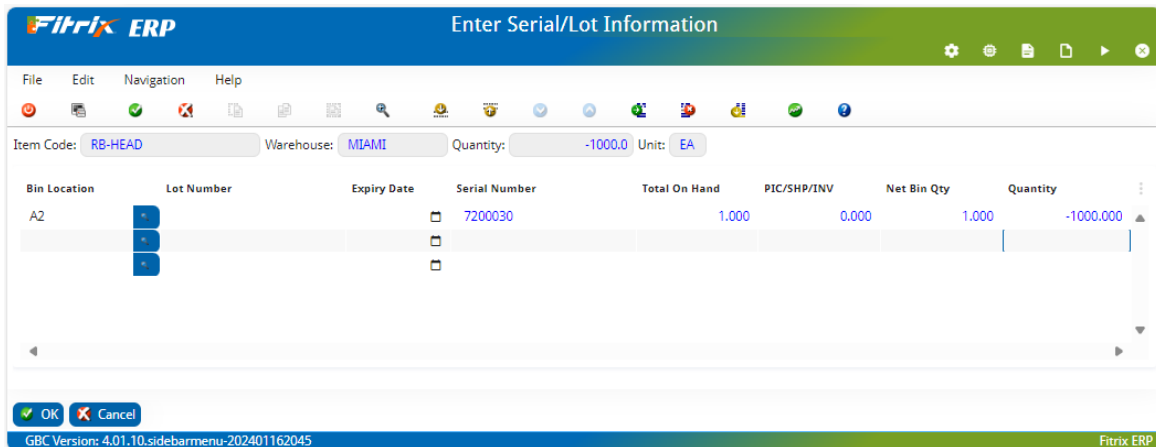 Fitrix ERP
Enter Serial/Lot Information
File Edit Navigation Help
Item Code: RB-HEAD Warehouse: MIAMI Quantity: -1000.0 Unit: EA
Bin Location Lot Number Expiry Date Serial Number Total On Hand PIC/SHP/INV Net Bin Qty Quantity
A2 7200030 1.000 0.000 1.000 -1000.000
OK Cancel
GBC Version: 4.01.10.sidebarmenu-202401162045 Fitrix ERP